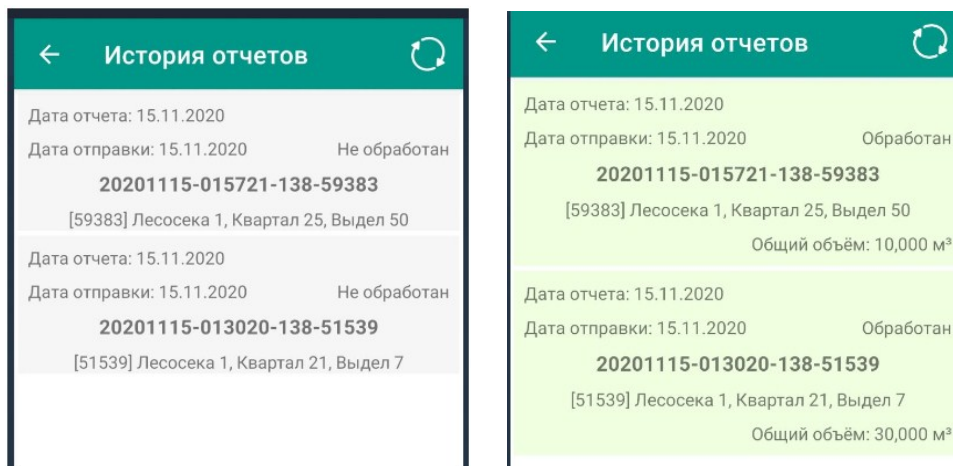 История отчетов
Дата отчета: 15.11.2020
Дата отправки: 15.11.2020 Не обработан
20201115-015721-138-59383
[59383] Лесосека 1, Квартал 25, Выдел 50
Дата отчета: 15.11.2020
Дата отправки: 15.11.2020 Не обработан
20201115-013020-138-51539
[51539] Лесосека 1, Квартал 21, Выдел 7
История отчетов
Дата отчета: 15.11.2020
Дата отправки: 15.11.2020 Обработан
20201115-015721-138-59383
[59383] Лесосека 1, Квартал 25, Выдел 50
Общий объём: 10,000 м³
Дата отчета: 15.11.2020
Дата отправки: 15.11.2020 Обработан
20201115-013020-138-51539
[51539] Лесосека 1, Квартал 21, Выдел 7
Общий объём: 30,000 м³